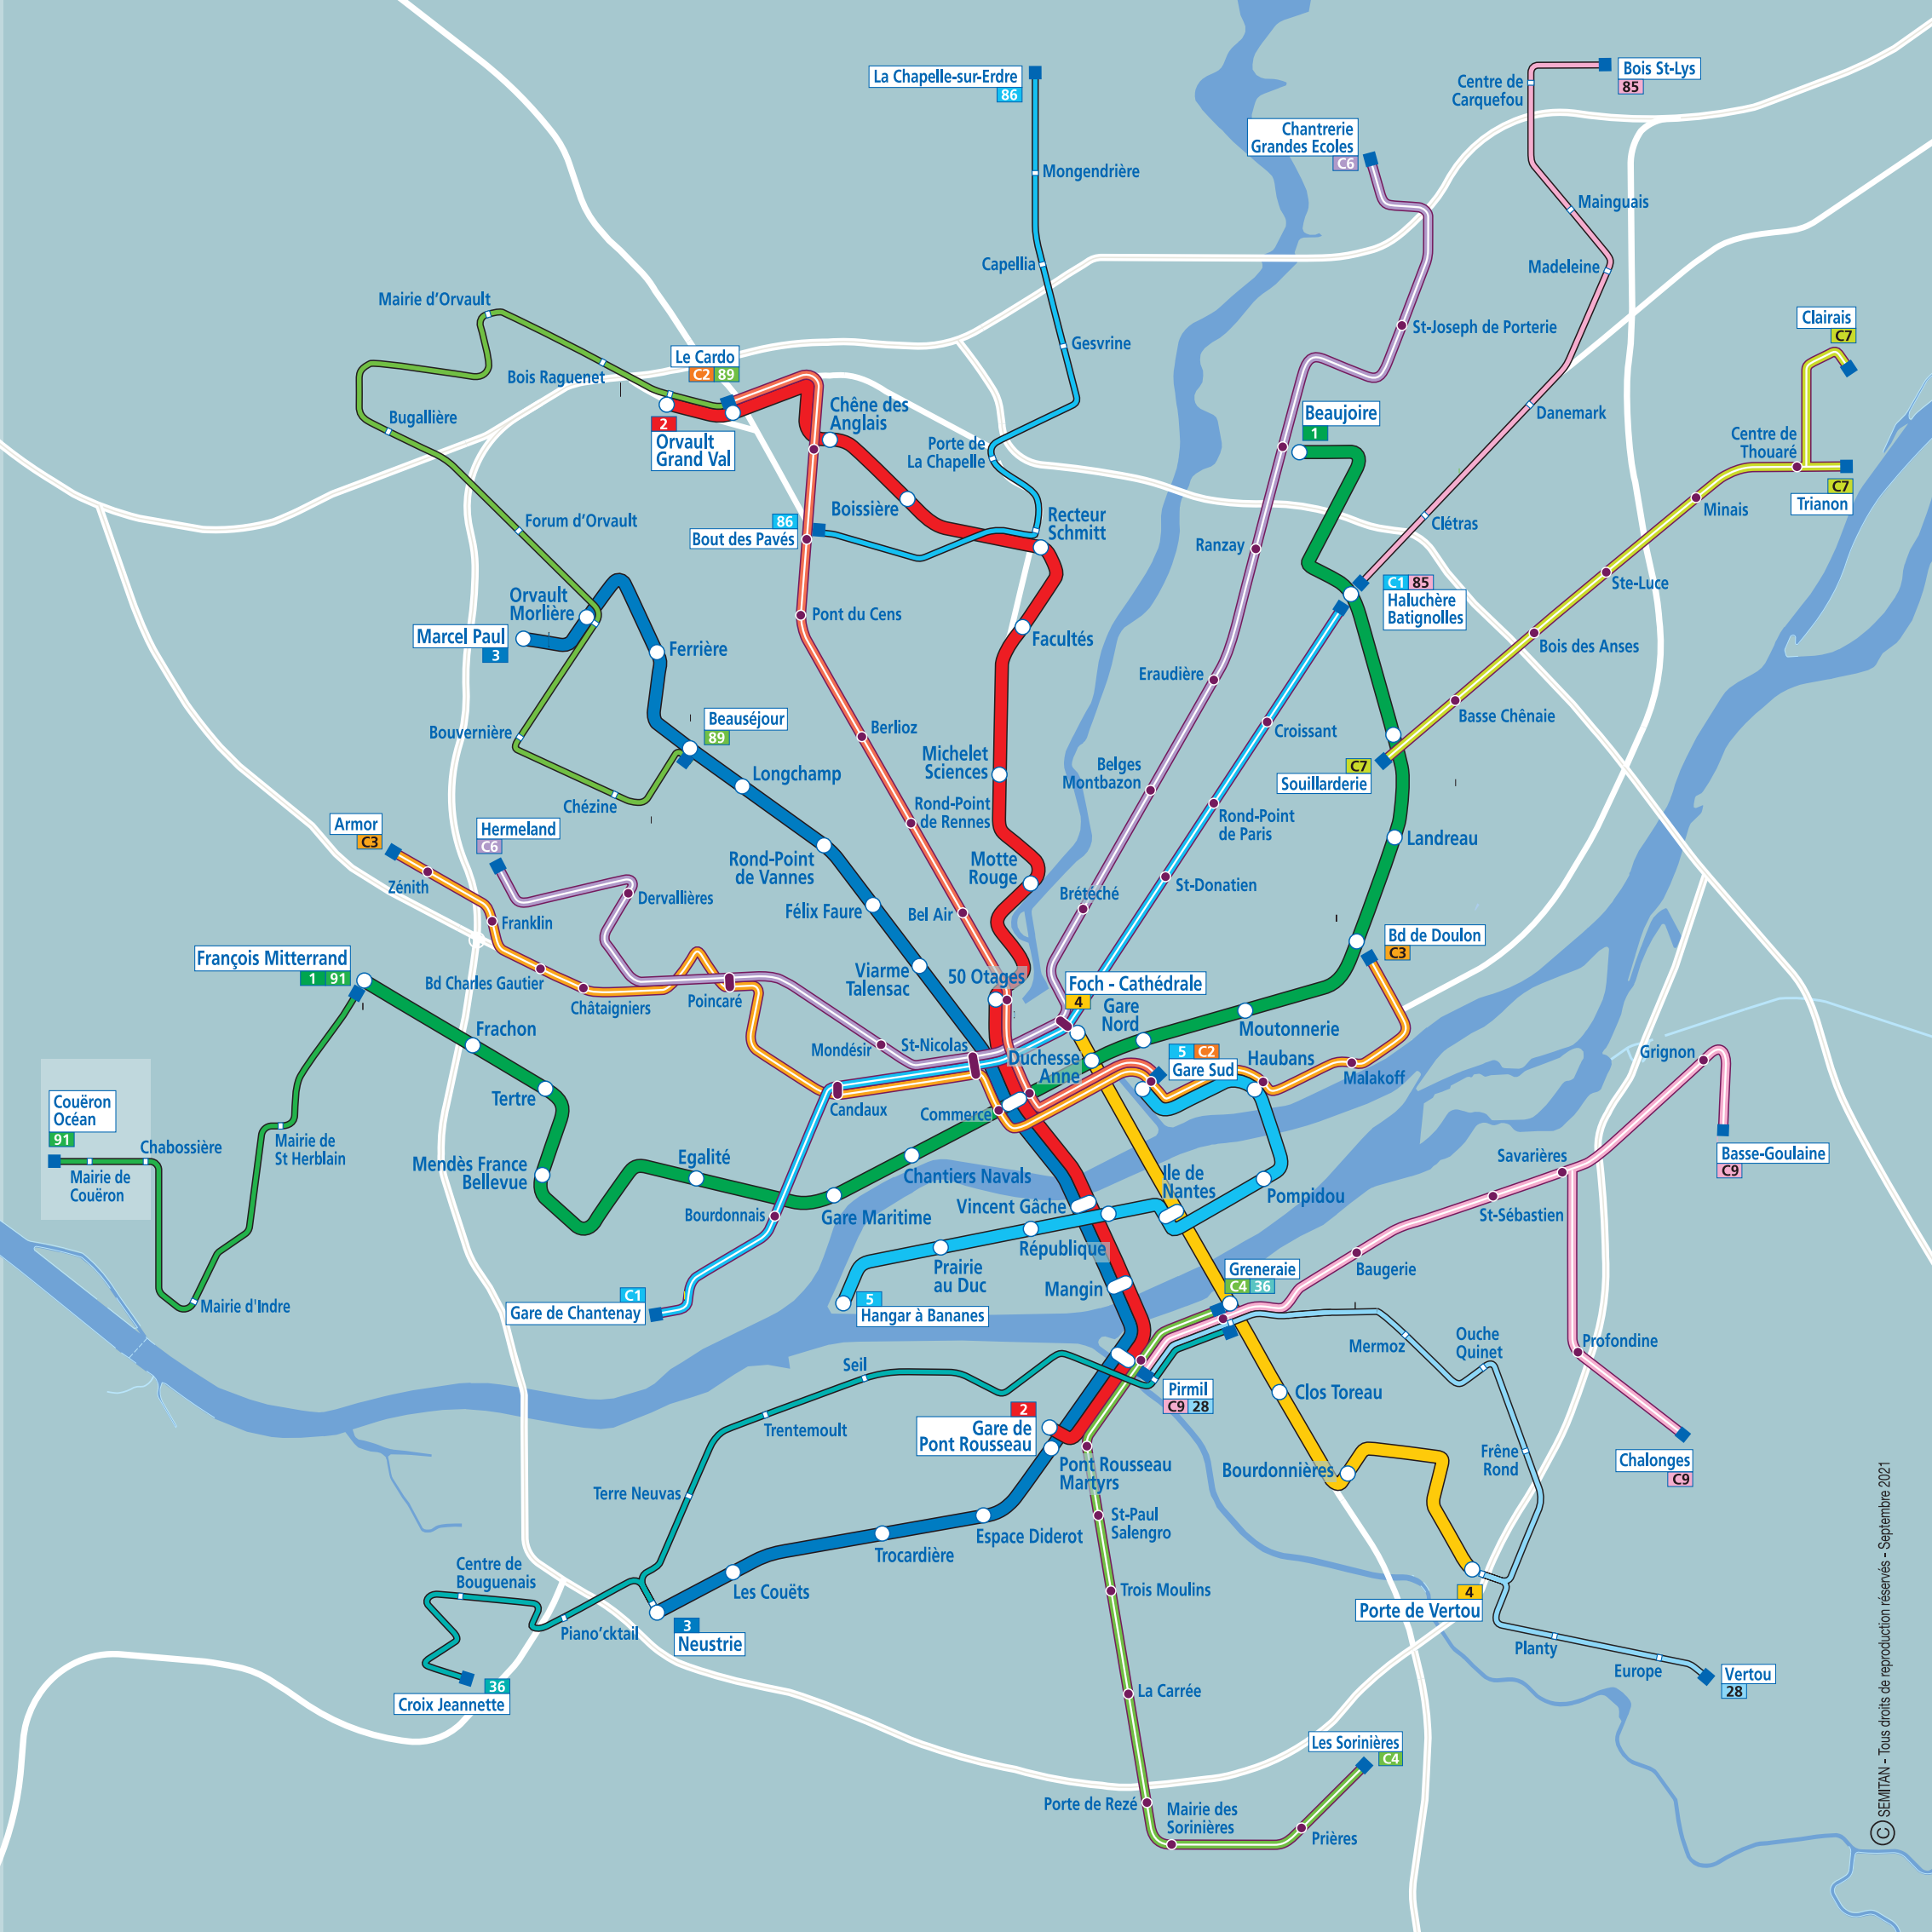 La Chapelle-sur-Erdre
86
Mongendrière
Capellia
Gesvrine
Porte de
La Chapelle
Recteur
Schmitt
Chantrerie
Grandes Ecoles
C6
Centre de
Carquefou
Bois St-Lys
85
Mainguais
Madeleine
St-Joseph de Porterie
Danemark
Clétras
Clairais
C7
Centre de
Thouaré
C7
Trianon
Minais
Ste-Luce
Bois des Anses
Basse Chênaie
C7
Souillarderie
Mairie d'Orvault
Bois Raguenet
Bugallière
Forum d'Orvault
Le Cardo
C2 89
2
Orvault
Grand Val
Chêne des
Anglais
Boissière
86
Bout des Pavés
Pont du Cens
Facultés
Beaujoire
1
Ranzay
C1 85
Haluchère
Batignolles
Eraudière
Croissant
Belges
Montbazon
Rond-Point
de Paris
St-Donatien
Brétéché
Landreau
Orvault
Morlière
Marcel Paul
3
Ferrière
Bouvernière
Beauséjour
89
Chézine
Longchamp
Berlioz
Michelet
Sciences
Rond-Point
de Rennes
Motte
Rouge
Bel Air
Rond-Point
de Vannes
Félix Faure
Viarme
Talensac
50 Otages
Armor
C3
Hermeland
C6
Zénith
Franklin
Dervallières
Bd Charles Gautier
Châtaigniers
Poincaré
Mondésir
St-Nicolas
Canclaux
François Mitterrand
1 91
Frachon
Tertre
Mendès France
Bellevue
Egalité
Bourdonnais
Gare Maritime
Chantiers Navals
Commerce
Duchesse
Anne
Foch - Cathédrale
4
Gare
Nord
Moutonnerie
Bd de Doulon
C3
5 C2
Gare Sud
Haubans
Malakoff
Couëron
Océan
91
Mairie de
Couëron
Chabossière
Mairie de
St Herblain
Mairie d'Indre
C1
Gare de Chantenay
Vincent Gâche
Ile de
Nantes
Pompidou
République
Prairie
au Duc
5
Hangar à Bananes
Mangin
Greneraie
C4 36
Grignon
Basse-Goulaine
C9
Savarières
St-Sébastien
Baugerie
Profondine
Chalonges
C9
Mermoz
Ouche
Quinet
Frêne
Rond
Clos Toreau
Bourdonnières
4
Porte de Vertou
Planty
Europe
Vertou
28
Pirmil
C9 28
Seil
Trentemoult
Terre Neuvas
2
Gare de
Pont Rousseau
Pont Rousseau
Martyrs
Espace Diderot
Trocardière
Les Couëts
3
Neustrie
Centre de
Bouguenais
Piano'cktail
36
Croix Jeannette
St-Paul
Salengro
Trois Moulins
La Carrée
Porte de Rezé
Mairie des
Sorinières
Prières
Les Sorinières
C4
© SEMITAN - Tous droits de reproduction réservés - Septembre 2021